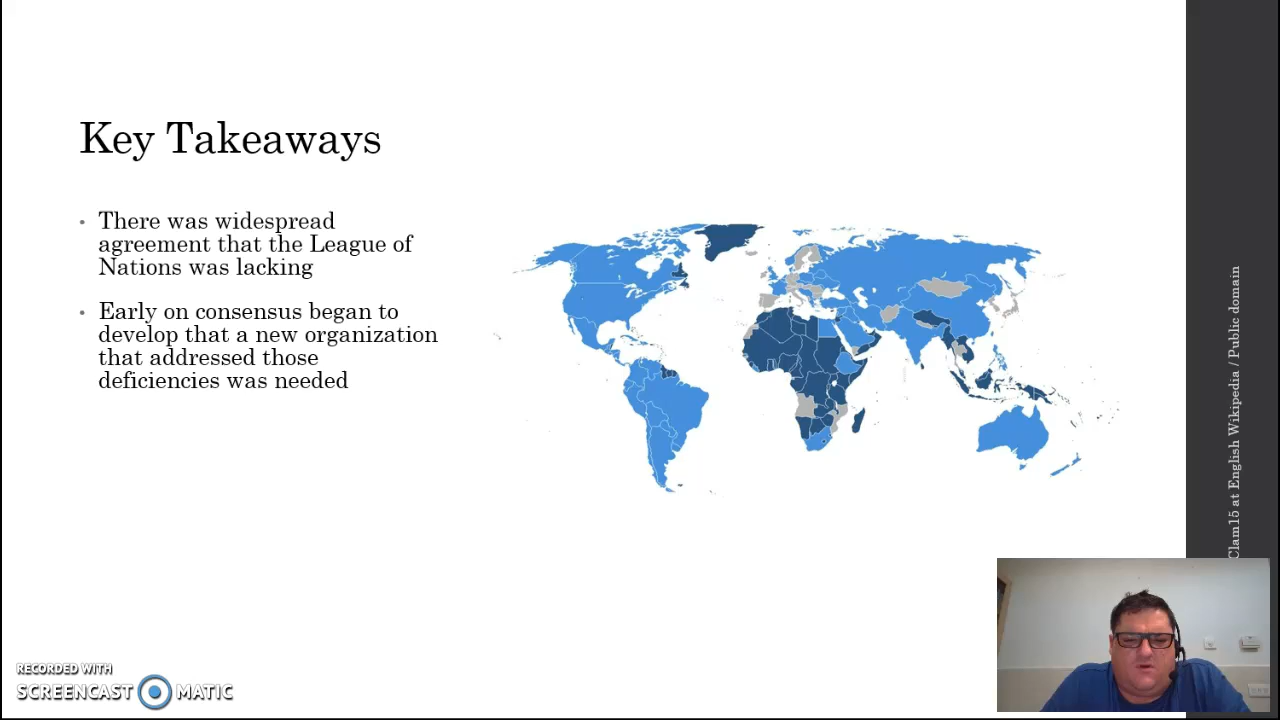 Key Takeaways
• There was widespread
agreement that the League of
Nations was lacking
• Early on consensus began to
develop that a new organization
that addressed those
deficiencies was needed
Clam15 at English Wikipedia / Public domain
RECORDED WITH
SCREENCAST MATIC